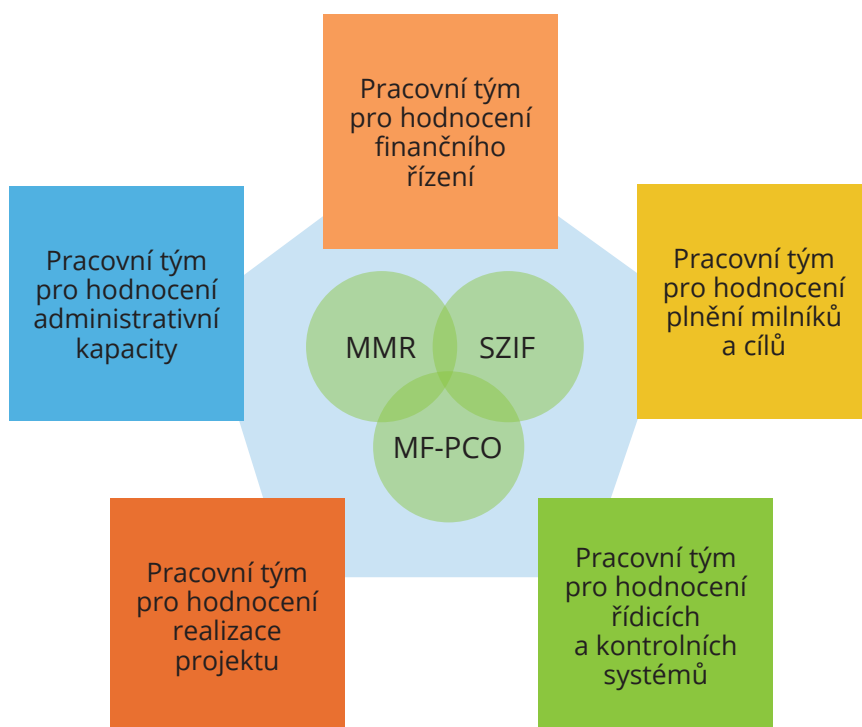 Pracovní tým
pro hodnocení
finančního
řízení
Pracovní tým
pro hodnocení
administrativní
kapacity
Pracovní tým
pro hodnocení
plnění milníků
a cílů
MMR
SZIF
MF-PCO
Pracovní tým
pro hodnocení
realizace
projektu
Pracovní tým
pro hodnocení
řídicích
a kontrolních
systémů